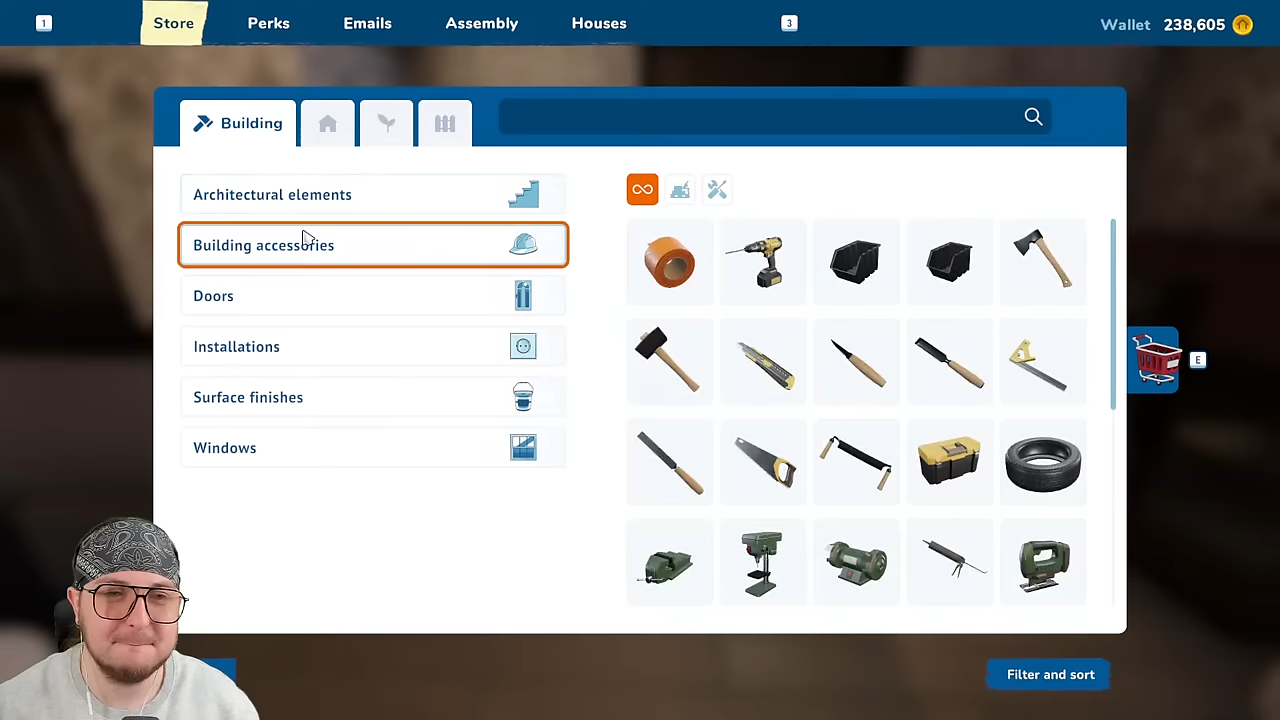 1
Store
Perks
Emails
Assembly
Houses
3
Wallet 238,605
Building
Architectural elements
Building accessories
Doors
Installations
Surface finishes
Windows
E
Filter and sort